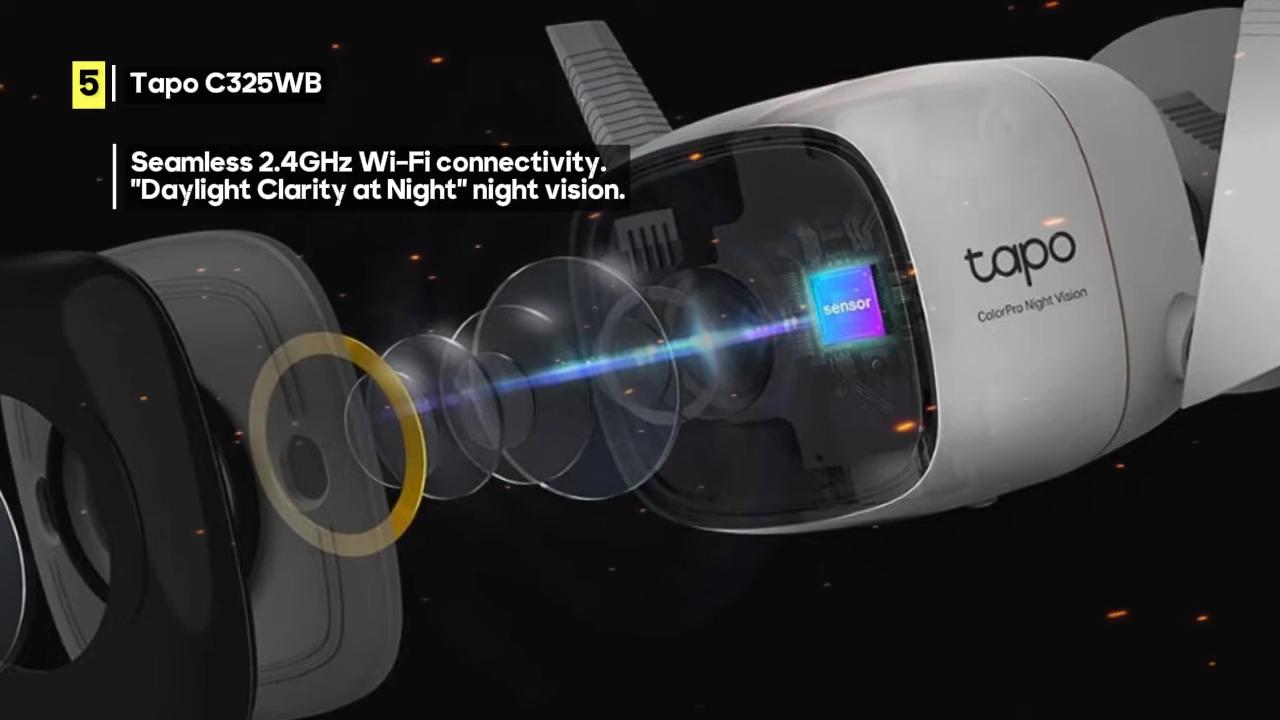 5
Tapo C325WB
Seamless 2.4GHz Wi-Fi connectivity.
"Daylight Clarity at Night" night vision.
sensor
tapo
ColorPro Night Vision